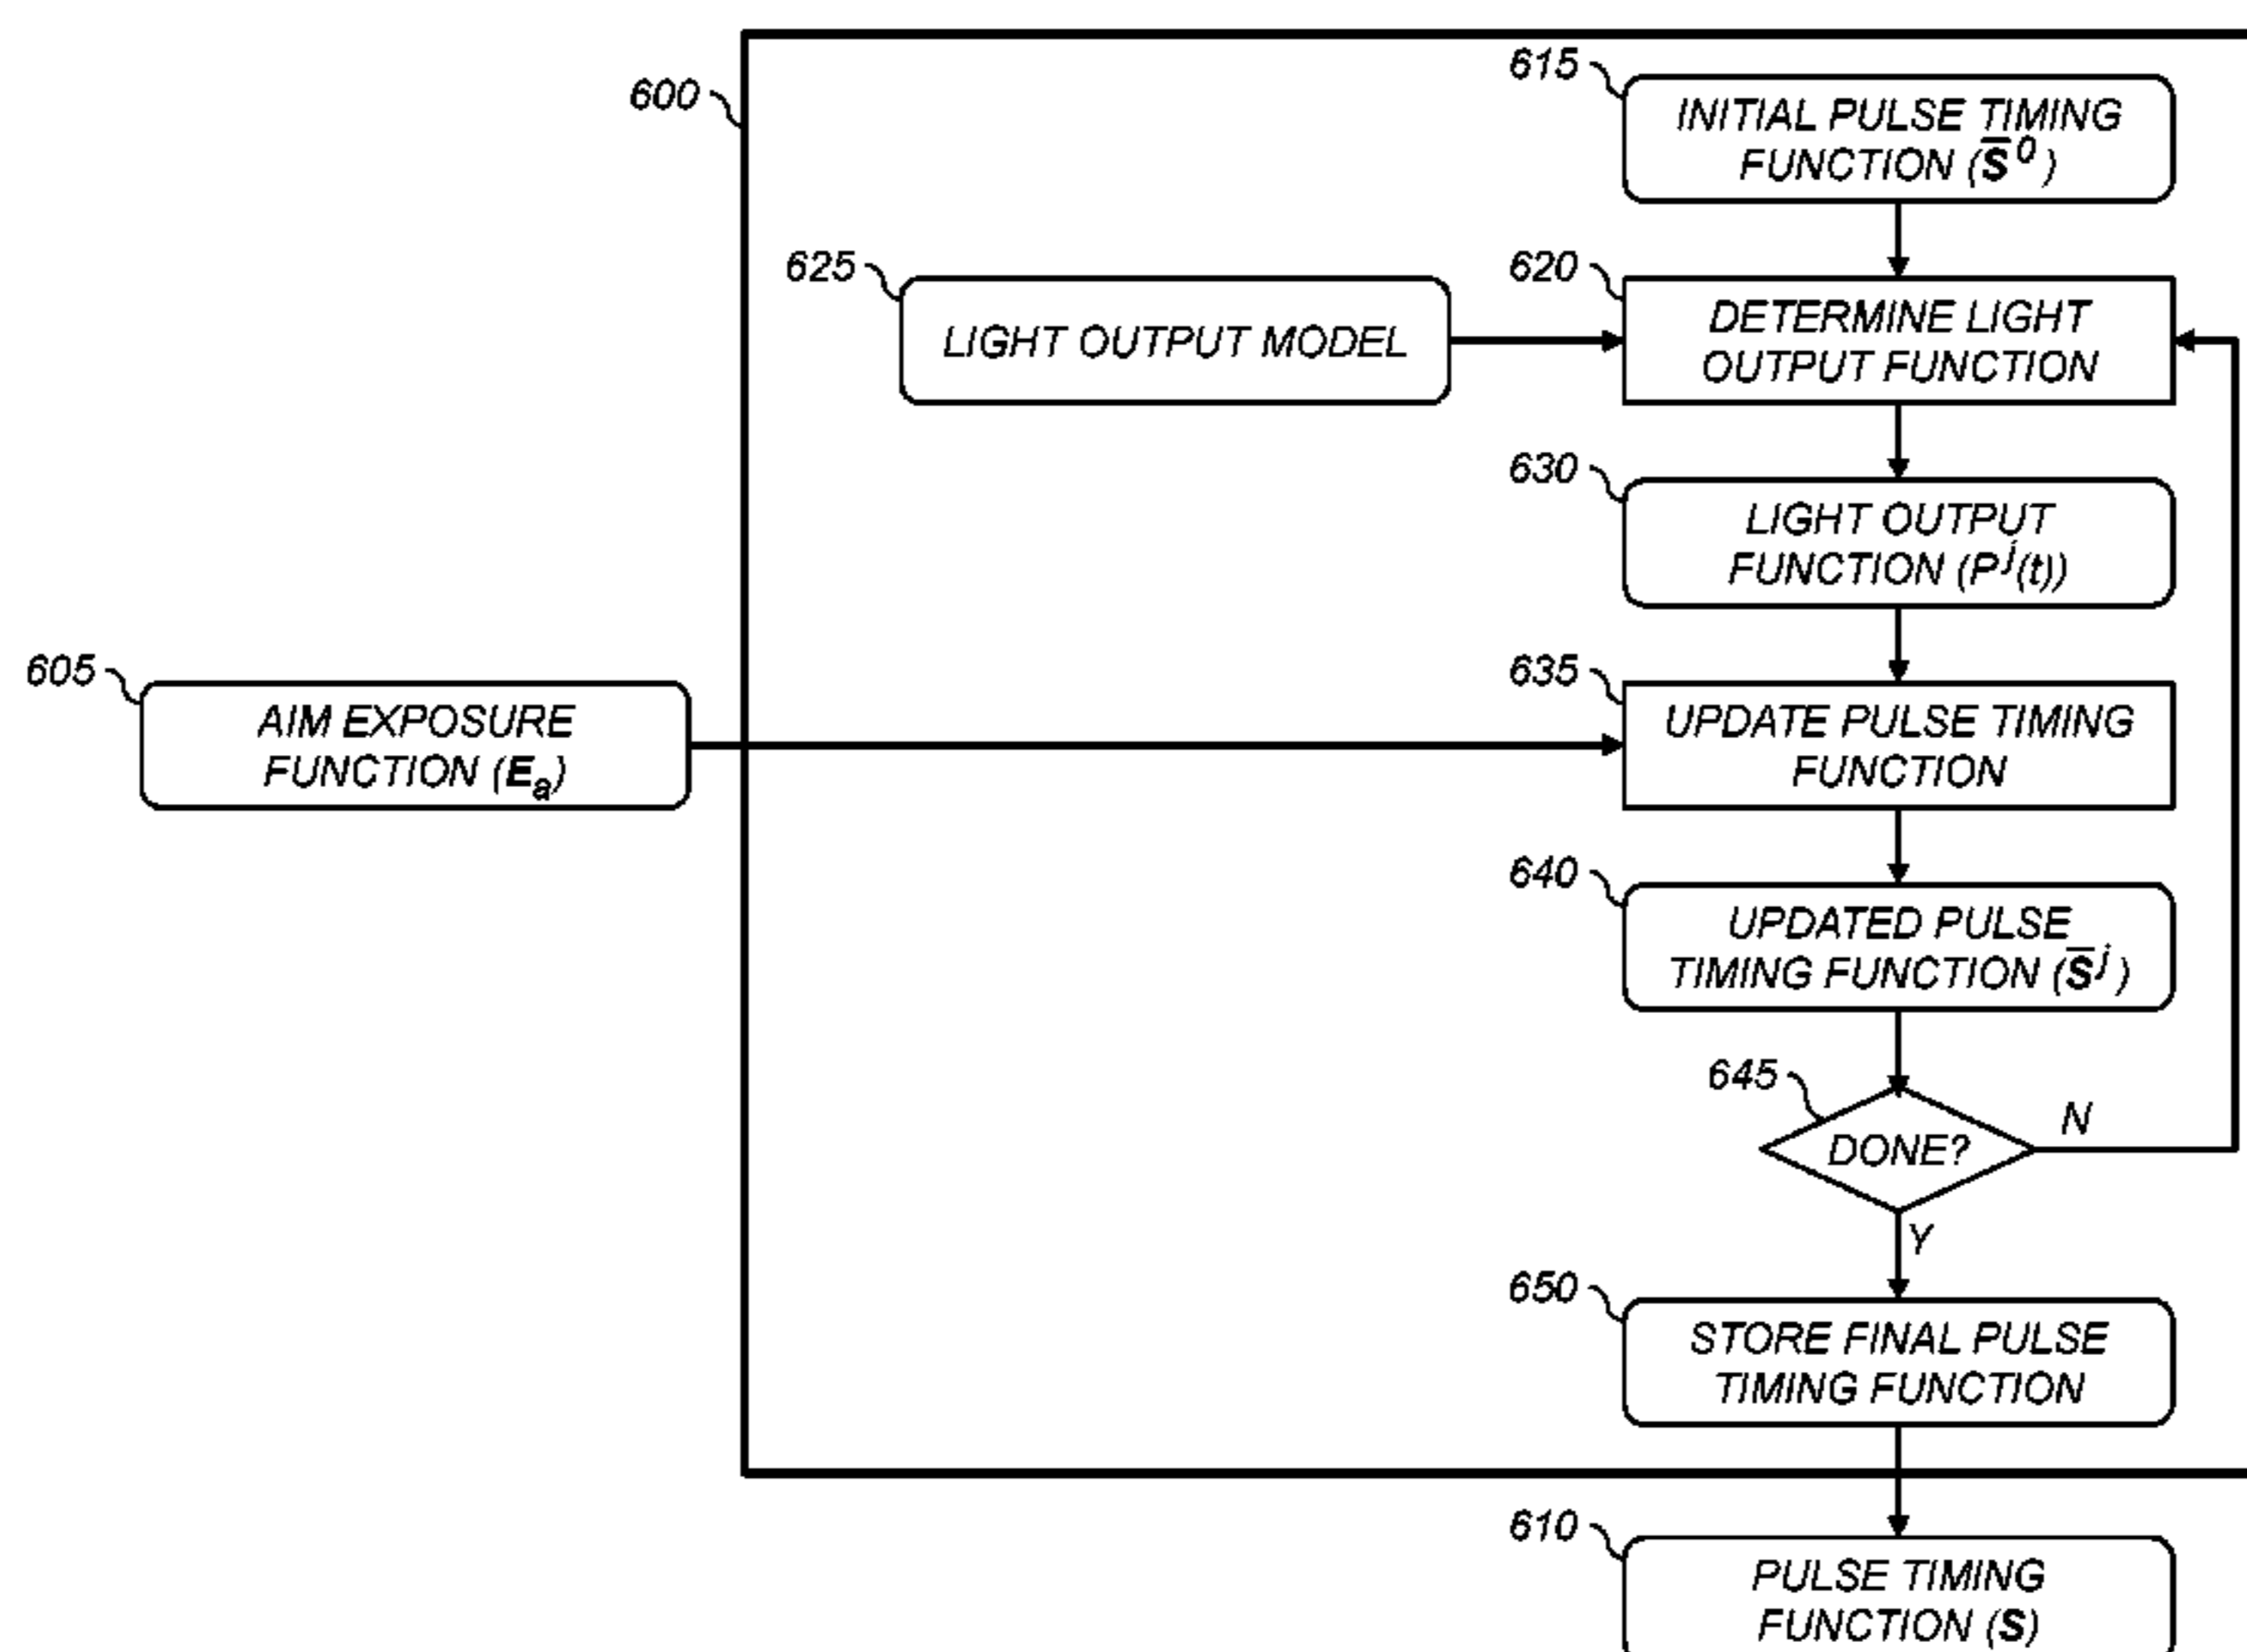 615
INITIAL PULSE TIMING
FUNCTION (S̅⁰)
600
625
LIGHT OUTPUT MODEL
620
DETERMINE LIGHT
OUTPUT FUNCTION
630
LIGHT OUTPUT
FUNCTION (Pʲ(t))
605
AIM EXPOSURE
FUNCTION (Eₐ)
635
UPDATE PULSE TIMING
FUNCTION
640
UPDATED PULSE
TIMING FUNCTION (S̅ʲ)
645
DONE?
N
Y
650
STORE FINAL PULSE
TIMING FUNCTION
610
PULSE TIMING
FUNCTION (S)